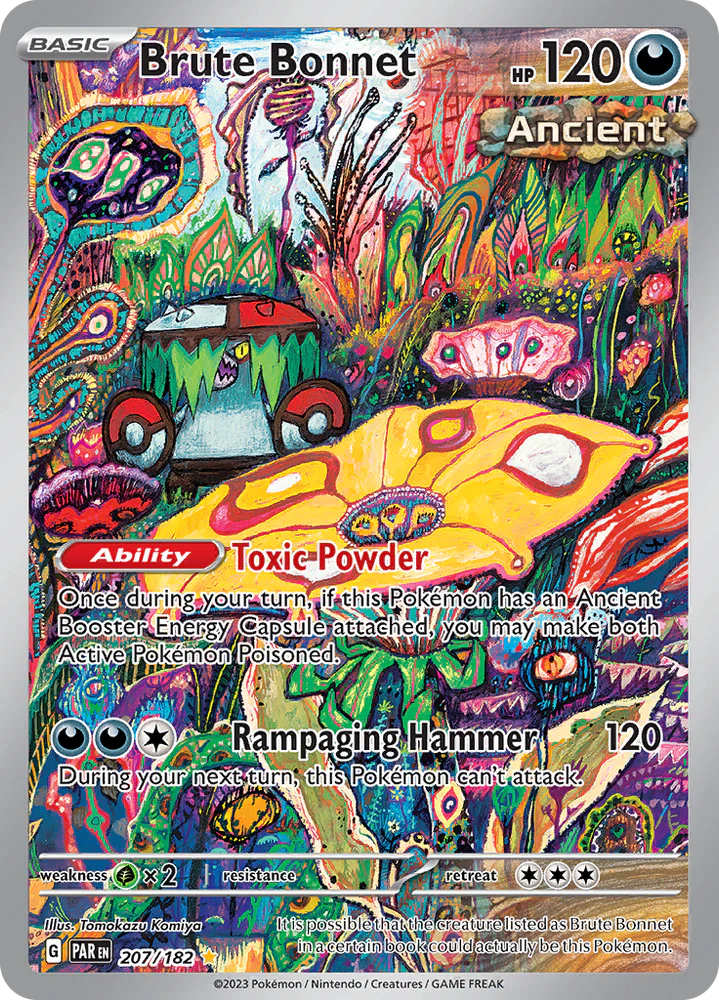 BASIC
Brute Bonnet
HP 120
Ancient
Ability Toxic Powder
Once during your turn, if this Pokémon has an Ancient
Booster Energy Capsule attached, you may make both
Active Pokémon Poisoned.
Rampaging Hammer 120
During your next turn, this Pokémon can't attack.
weakness ×2 resistance retreat
Illus. Tomokazu Komiya
It is possible that the creature listed as Brute Bonnet
in a certain book could actually be this Pokémon.
G PAR EN 207/182
©2023 Pokémon / Nintendo / Creatures / GAME FREAK